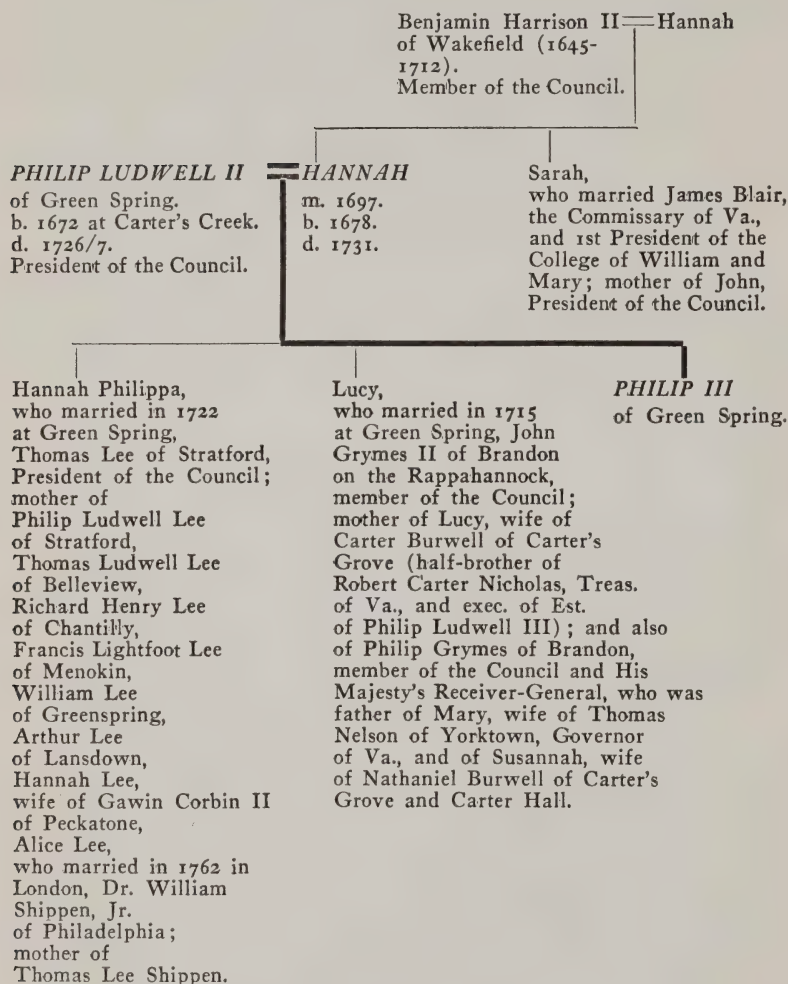 Benjamin Harrison II Hannah
of Wakefield (1645-
1712).
Member of the Council.
PHILIP LUDWELL II
of Green Spring.
b. 1672 at Carter's Creek.
d. 1726/7.
President of the Council.
HANNAH
m. 1697.
b. 1678.
d. 1731.
Sarah,
who married James Blair,
the Commissary of Va.,
and 1st President of the
College of William and
Mary; mother of John,
President of the Council.
Hannah Philippa,
who married in 1722
at Green Spring,
Thomas Lee of Stratford,
President of the Council;
mother of
Philip Ludwell Lee
of Stratford,
Thomas Ludwell Lee
of Belleview,
Richard Henry Lee
of Chantilly,
Francis Lightfoot Lee
of Menokin,
William Lee
of Greenspring,
Arthur Lee
of Lansdown,
Hannah Lee,
wife of Gawin Corbin II
of Peckatone,
Alice Lee,
who married in 1762 in
London, Dr. William
Shippen, Jr.
of Philadelphia;
mother of
Thomas Lee Shippen.
Lucy,
who married in 1715
at Green Spring, John
Grymes II of Brandon
on the Rappahannock,
member of the Council;
mother of Lucy, wife of
Carter Burwell of Carter's
Grove (half-brother of
Robert Carter Nicholas, Treas.
of Va., and exec. of Est.
of Philip Ludwell III); and also
of Philip Grymes of Brandon,
member of the Council and His
Majesty's Receiver-General, who was
father of Mary, wife of Thomas
Nelson of Yorktown, Governor
of Va., and of Susannah, wife
of Nathaniel Burwell of Carter's
Grove and Carter Hall.
PHILIP III
of Green Spring.